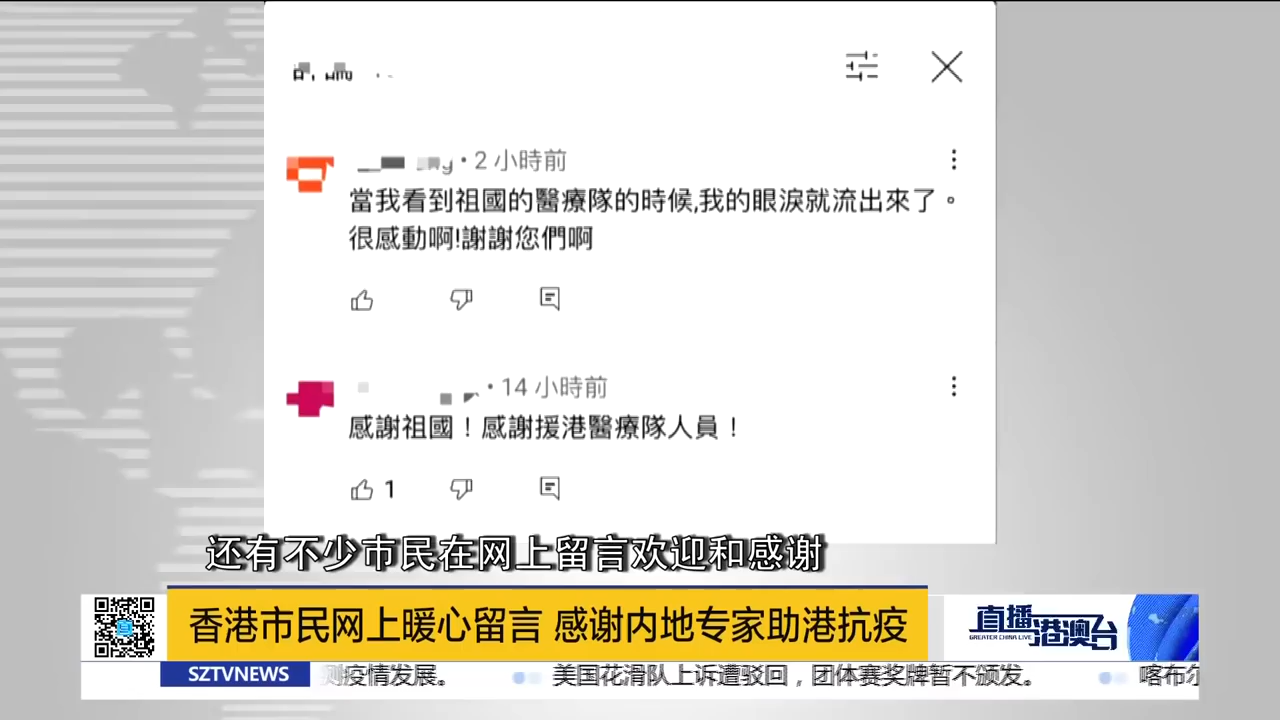 2 小時前
當我看到祖國的醫療隊的時候,我的眼淚就流出來了。
很感動啊!謝謝您們啊
14 小時前
感謝祖國！感謝援港醫療隊人員！
1
还有不少市民在网上留言欢迎和感谢
香港市民网上暖心留言 感谢内地专家助港抗疫
直播港澳台
GREATER CHINA LIVE
SZTVNEWS
疫情发展。 美国花滑队上诉遭驳回，团体赛奖牌暂不颁发。 喀布尔